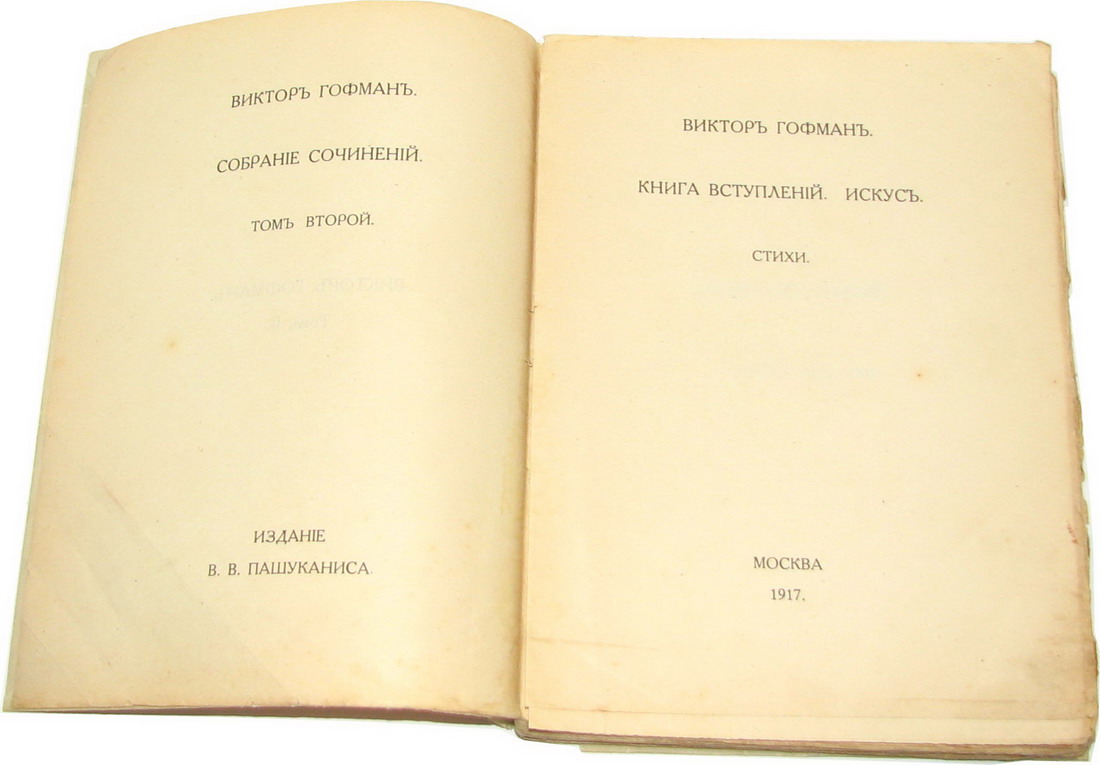 ВИКТОРЪ ГОФМАНЪ.
СОБРАНІЕ СОЧИНЕНІЙ.
ТОМЪ ВТОРОЙ.
ИЗДАНІЕ
В. В. ПАШУКАНИСА.
ВИКТОРЪ ГОФМАНЪ.
КНИГА ВСТУПЛЕНІЙ. ИСКУСЪ.
СТИХИ.
МОСКВА
1917.